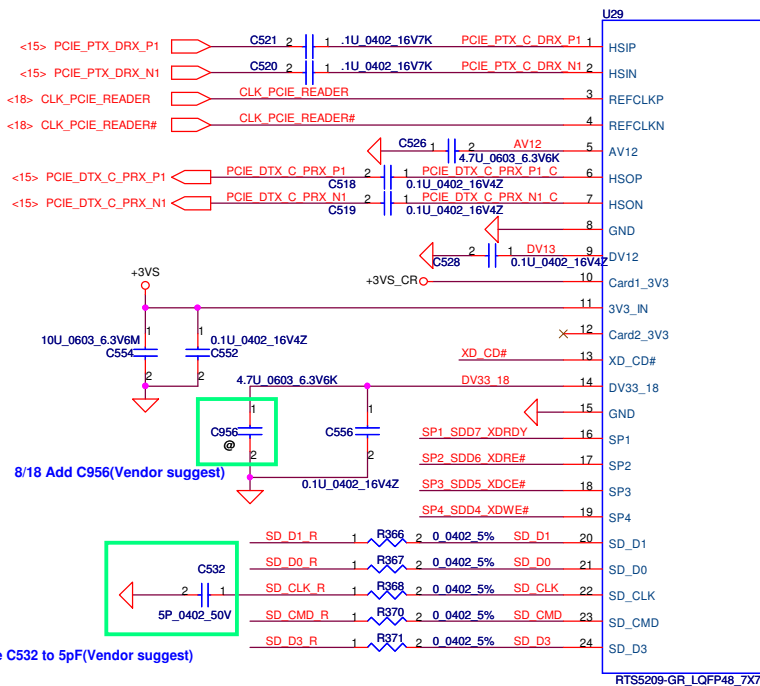 U29
<15> PCIE_PTX_DRX_P1 C521 2 1 .1U_0402_16V7K PCIE_PTX_C_DRX_P1 1 HSIP
<15> PCIE_PTX_DRX_N1 C520 2 1 .1U_0402_16V7K PCIE_PTX_C_DRX_N1 2 HSIN
<18> CLK_PCIE_READER CLK_PCIE_READER 3 REFCLKP
<18> CLK_PCIE_READER# CLK_PCIE_READER# 4 REFCLKN
C526 1 2 AV12 5 AV12
4.7U_0603_6.3V6K
<15> PCIE_DTX_C_PRX_P1 PCIE_DTX_C_PRX_P1 2 1 PCIE_DTX_PRX_P1_C 6 HSOP
C518 0.1U_0402_16V4Z
<15> PCIE_DTX_C_PRX_N1 PCIE_DTX_C_PRX_N1 2 1 PCIE_DTX_PRX_N1_C 7 HSON
C519 0.1U_0402_16V4Z
8 GND
2 1 DV13 9 DV12
C528 0.1U_0402_16V4Z
+3VS
+3VS_CR 10 Card1_3V3
11 3V3_IN
1 1
10U_0603_6.3V6M 0.1U_0402_16V4Z
C554 C552
2 2
12 Card2_3V3
XD_CD# 13 XD_CD#
4.7U_0603_6.3V6K DV33_18 14 DV33_18
1 1
15 GND
C956 C556
@
2 2
SP1_SDD7_XDRDY 16 SP1
SP2_SDD6_XDRE# 17 SP2
8/18 Add C956(Vendor suggest)
0.1U_0402_16V4Z
SP3_SDD5_XDCE# 18 SP3
SP4_SDD4_XDWE# 19 SP4
SD_D1_R 1 R366 2 0_0402_5% SD_D1 20 SD_D1
SD_D0_R 1 R367 2 0_0402_5% SD_D0 21 SD_D0
C532
2 1 SD_CLK_R 1 R368 2 0_0402_5% SD_CLK 22 SD_CLK
5P_0402_50V
SD_CMD_R 1 R370 2 0_0402_5% SD_CMD 23 SD_CMD
SD_D3_R 1 R371 2 0_0402_5% SD_D3 24 SD_D3
e C532 to 5pF(Vendor suggest)
RTS5209-GR_LQFP48_7X7